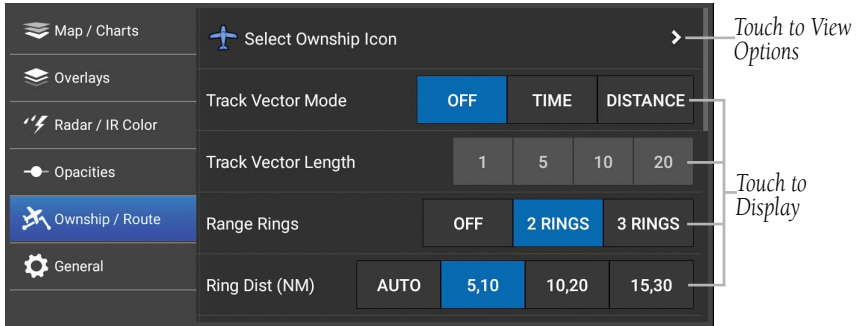 Map / Charts
Overlays
Radar / IR Color
Opacities
Ownship / Route
General
Select Ownship Icon
Track Vector Mode OFF TIME DISTANCE
Track Vector Length 1 5 10 20
Range Rings OFF 2 RINGS 3 RINGS
Ring Dist (NM) AUTO 5,10 10,20 15,30
Touch to View
Options
Touch to
Display